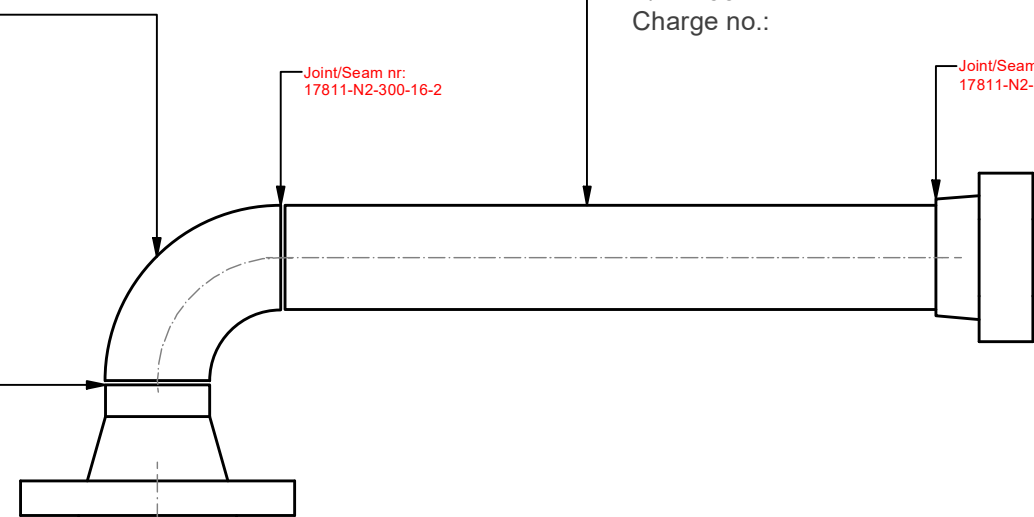 Charge no.:
Joint/Seam nr:
17811-N2-300-16-2
Joint/Seam
17811-N2-